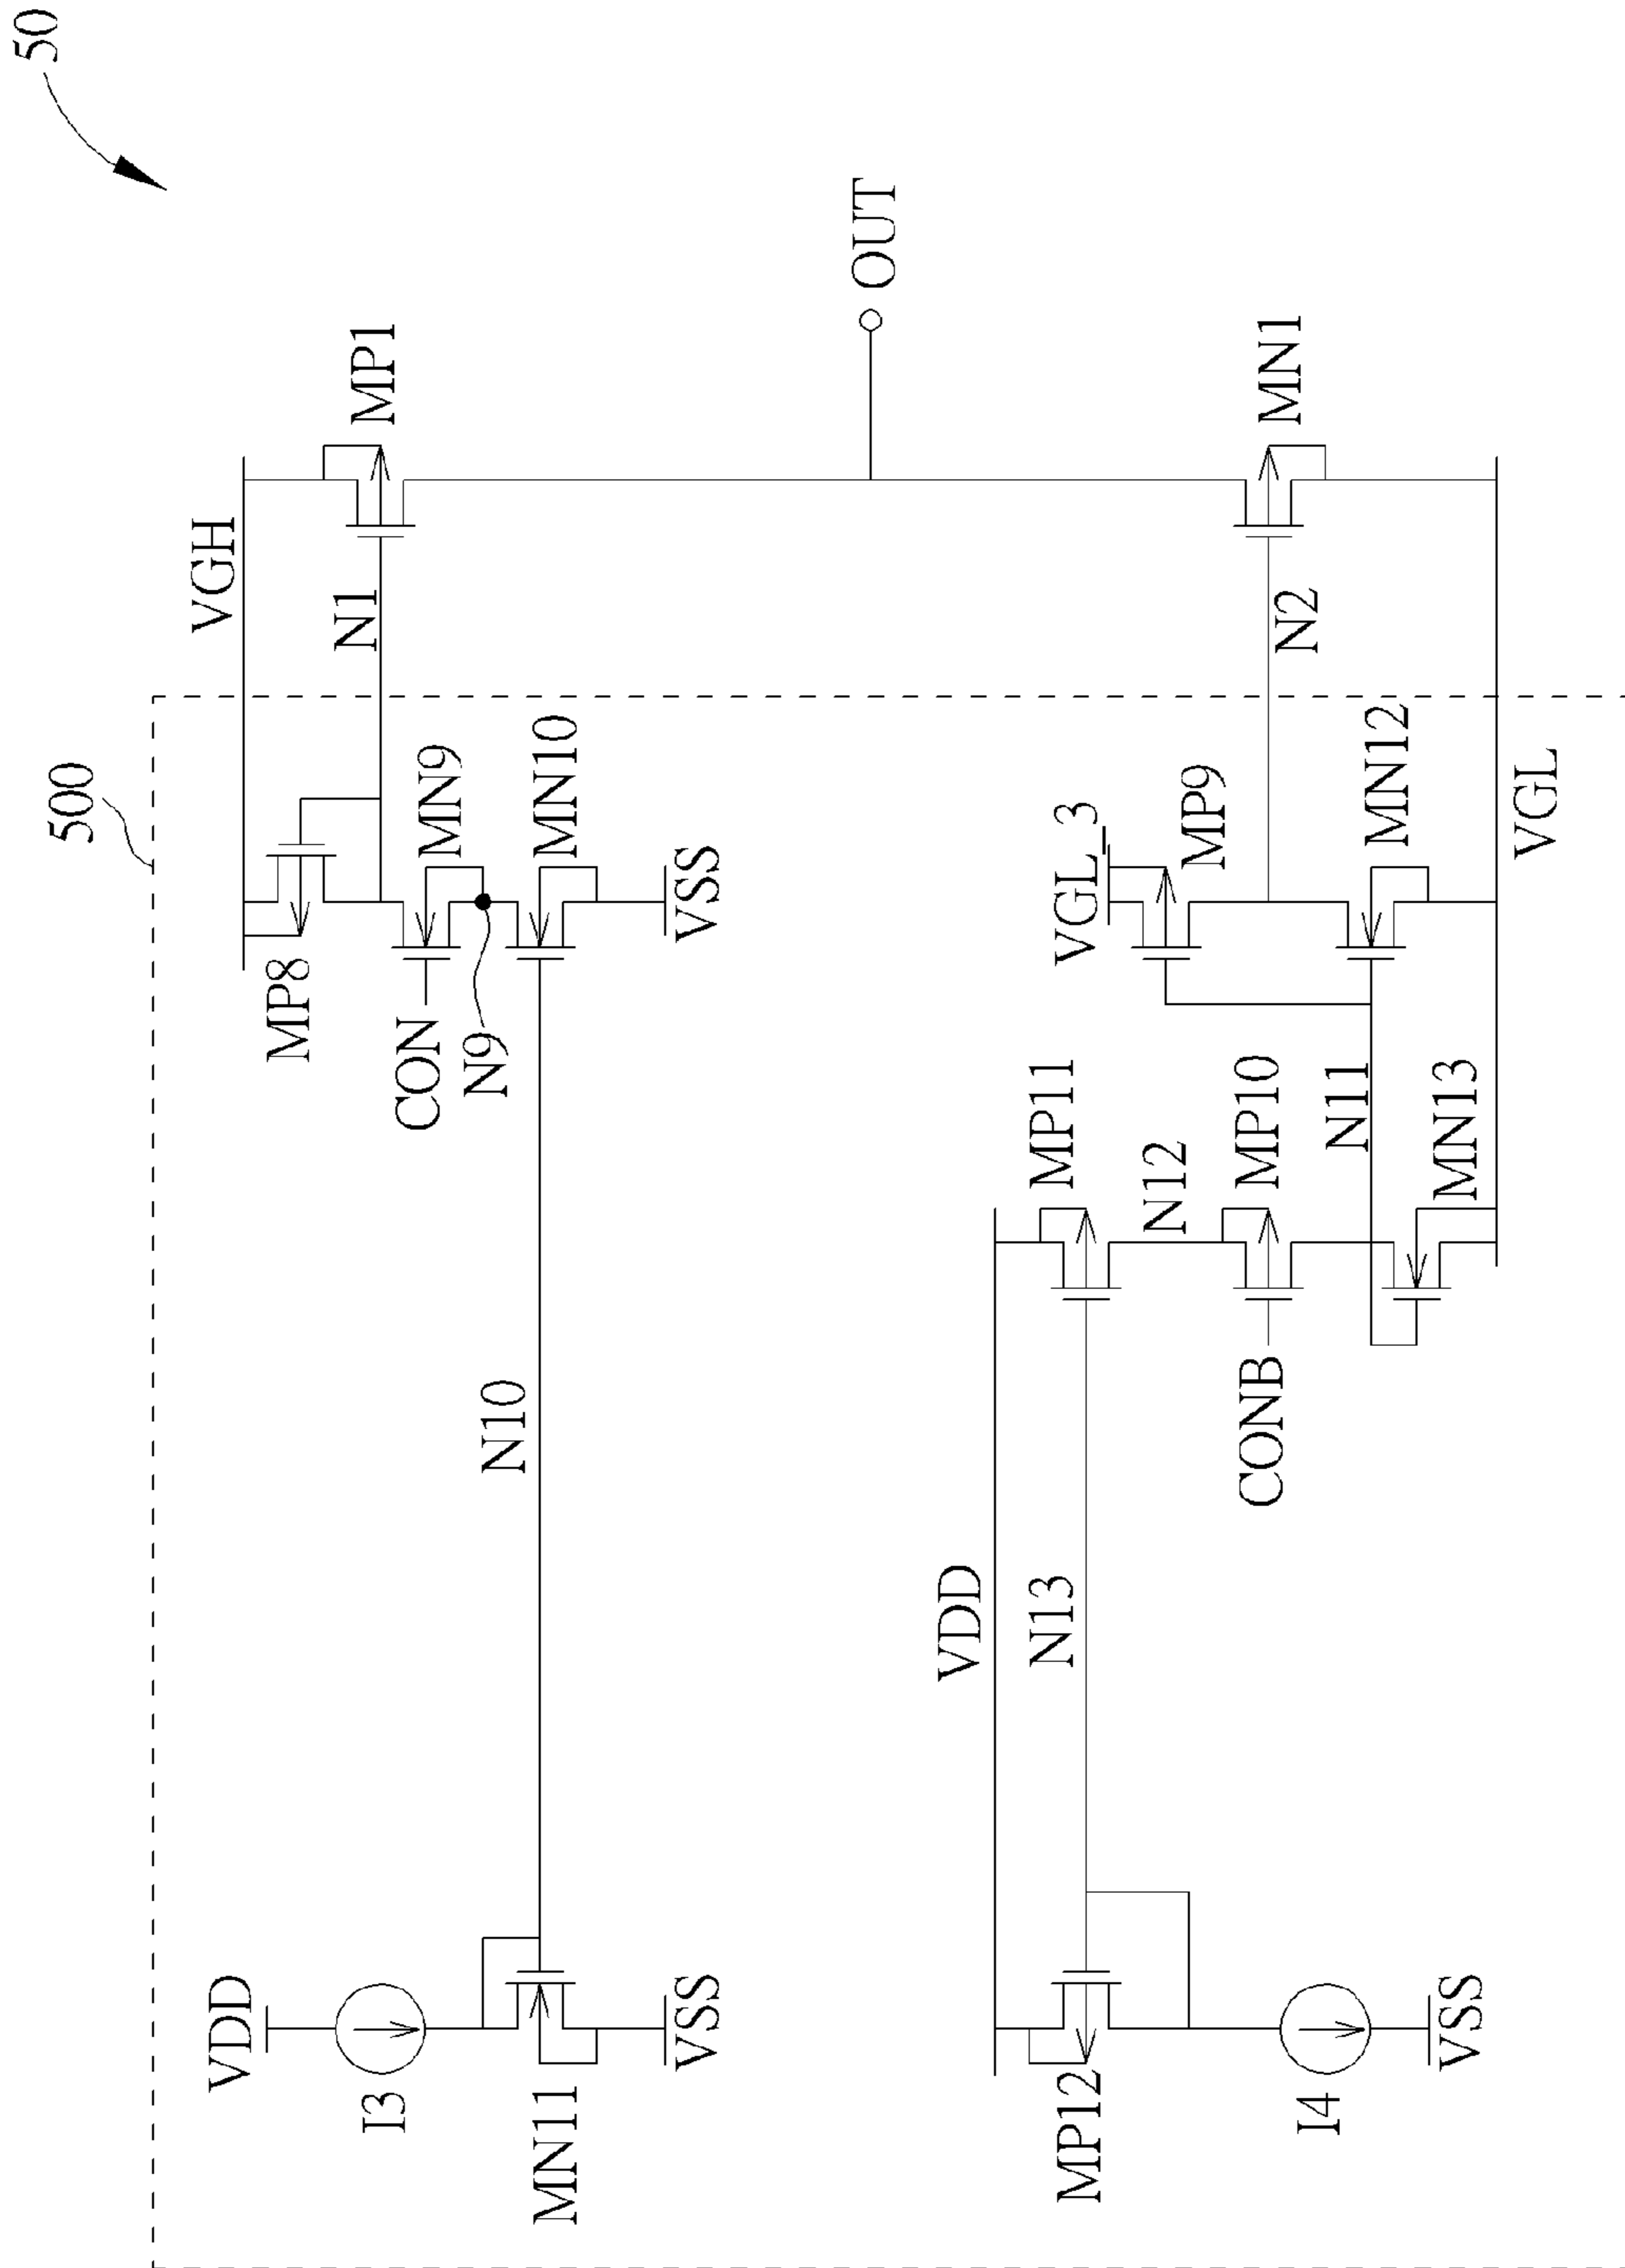 50
500
VGH
MP1
N1
MP8
MN9
CON
N9
MN10
VSS
OUT
VDD
I3
MN11
VSS
N10
VGL_3
MP9
N2
MN1
MN12
VGL
MP11
N12
MP10
CONB
N11
MN13
VDD
N13
MP12
I4
VSS